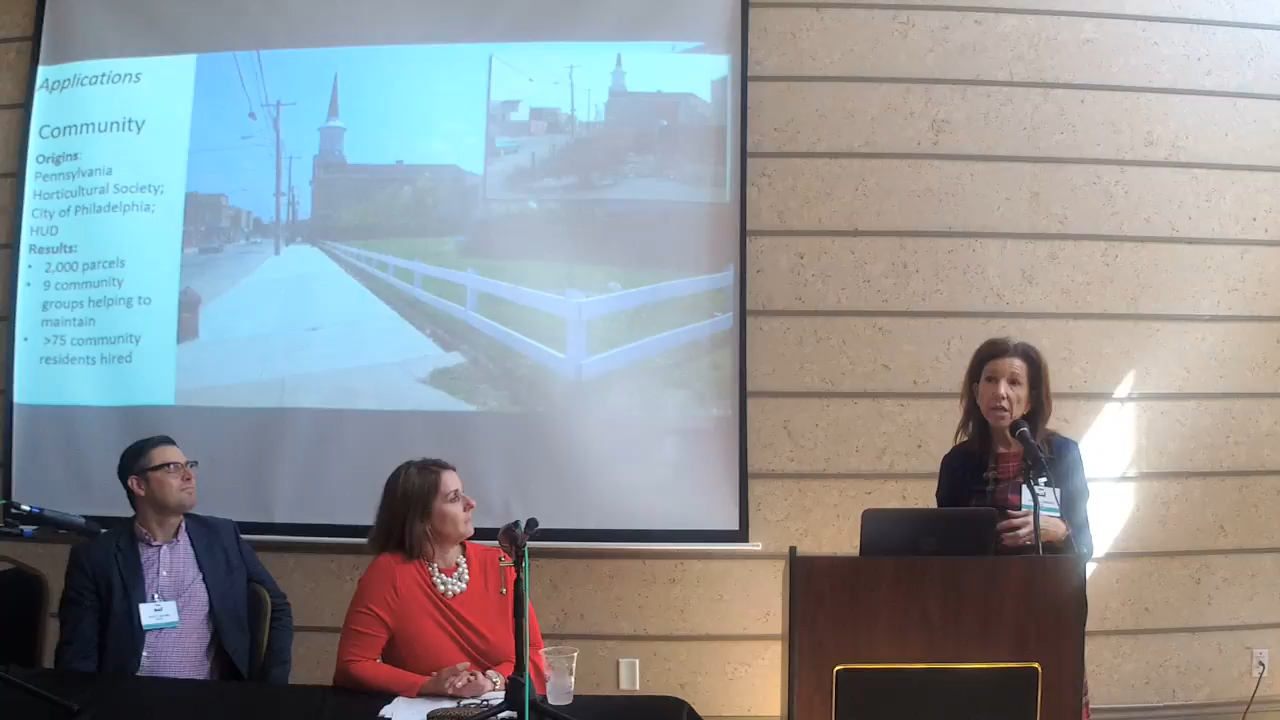 Applications
Community
Origins:
Pennsylvania
Horticultural Society;
City of Philadelphia;
HUD
Results:
• 2,000 parcels
• 9 community
groups helping to
maintain
• >75 community
residents hired